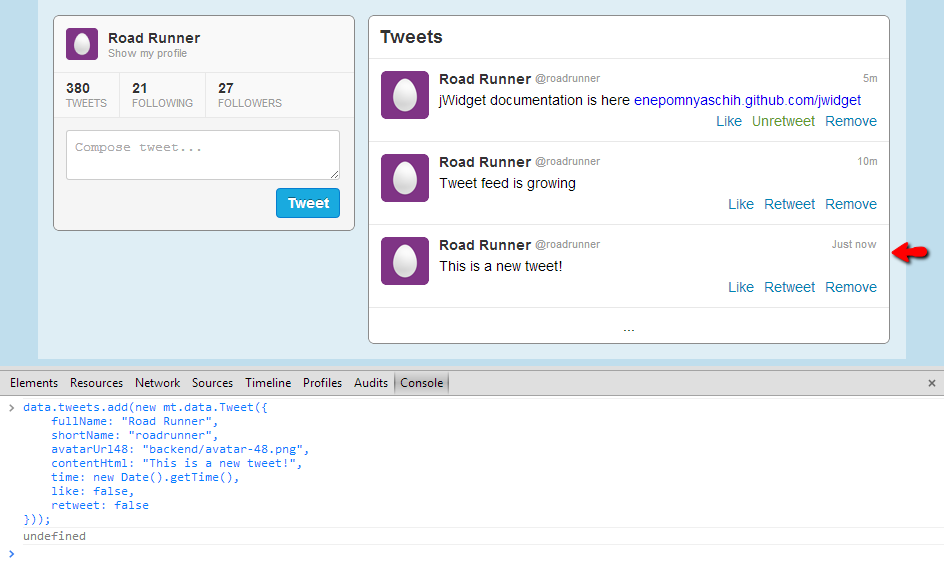 Road Runner
Show my profile
380
TWEETS
21
FOLLOWING
27
FOLLOWERS
Compose tweet...
Tweet
Tweets
Road Runner @roadrunner 5m
jWidget documentation is here enepomnyaschih.github.com/jwidget
Like Unretweet Remove
Road Runner @roadrunner 10m
Tweet feed is growing
Like Retweet Remove
Road Runner @roadrunner Just now
This is a new tweet!
Like Retweet Remove
...
Elements Resources Network Sources Timeline Profiles Audits Console ×
> data.tweets.add(new mt.data.Tweet({
fullName: "Road Runner",
shortName: "roadrunner",
avatarUrl48: "backend/avatar-48.png",
contentHtml: "This is a new tweet!",
time: new Date().getTime(),
like: false,
retweet: false
}));
undefined
>